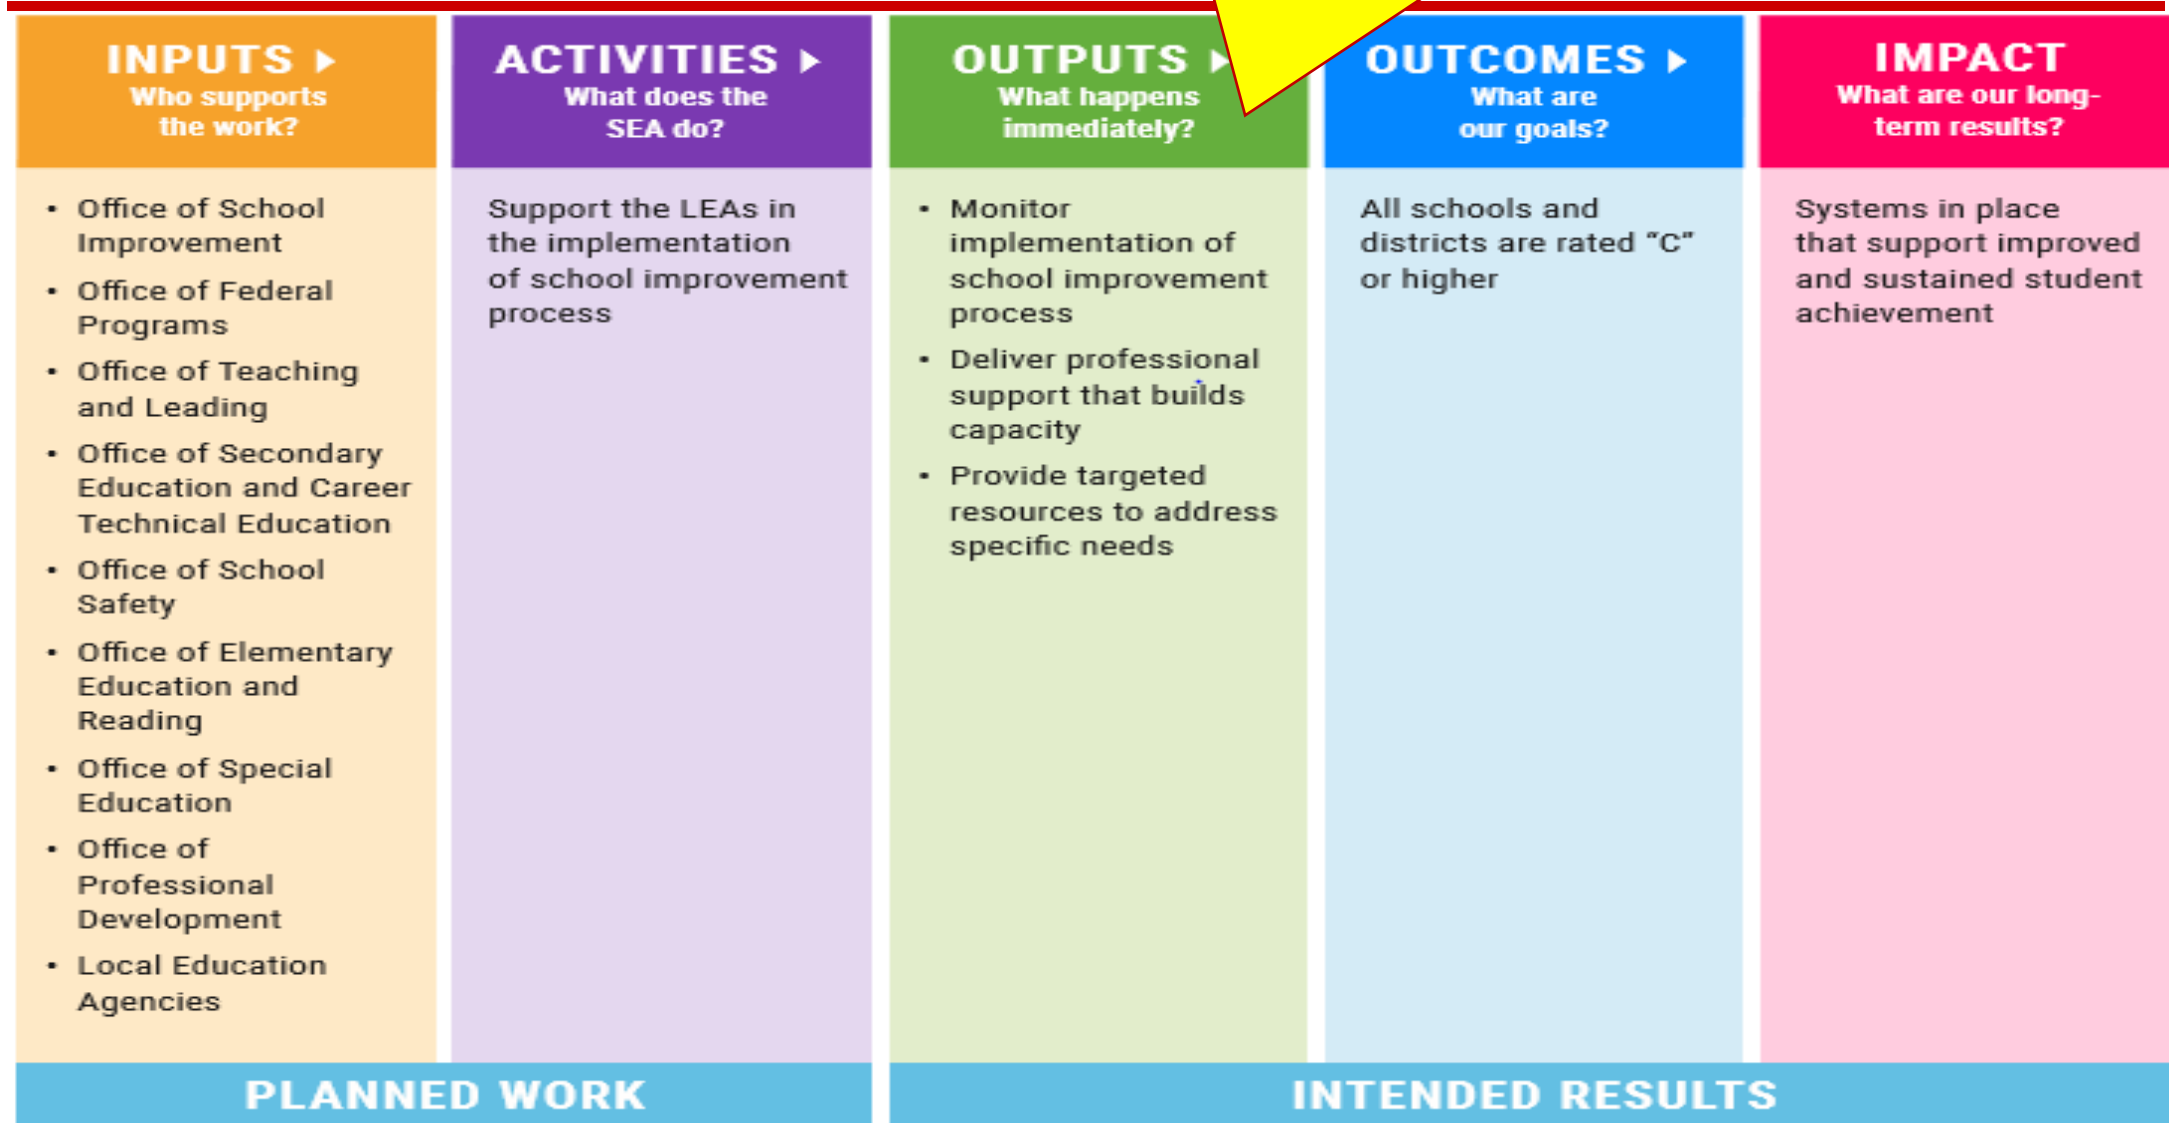 INPUTS ▶
Who supports
the work?
• Office of School
Improvement
• Office of Federal
Programs
• Office of Teaching
and Leading
• Office of Secondary
Education and Career
Technical Education
• Office of School
Safety
• Office of Elementary
Education and
Reading
• Office of Special
Education
• Office of
Professional
Development
• Local Education
Agencies
ACTIVITIES ▶
What does the
SEA do?
Support the LEAs in
the implementation
of school improvement
process
PLANNED WORK
OUTPUTS ▶
What happens
immediately?
• Monitor
implementation of
school improvement
process
• Deliver professional
support that builds
capacity
• Provide targeted
resources to address
specific needs
OUTCOMES ▶
What are
our goals?
All schools and
districts are rated “C”
or higher
IMPACT
What are our long-
term results?
Systems in place
that support improved
and sustained student
achievement
INTENDED RESULTS